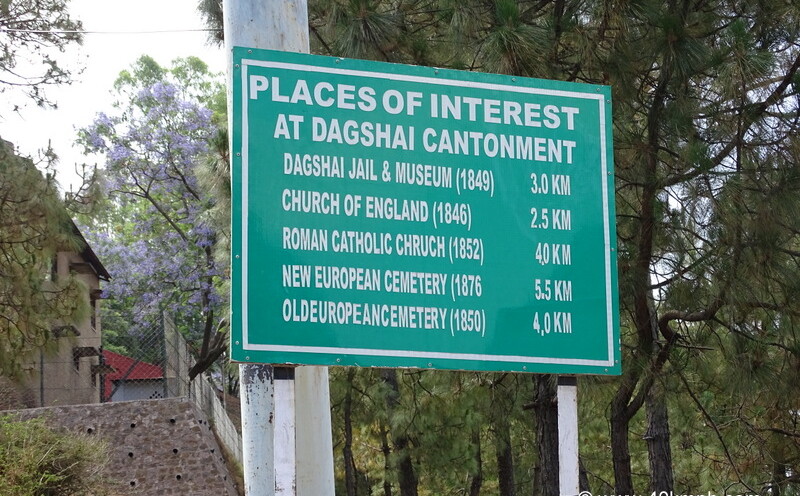 PLACES OF INTEREST
AT DAGSHAI CANTONMENT
DAGSHAI JAIL & MUSEUM (1849) 3.0 KM
CHURCH OF ENGLAND (1846) 2.5 KM
ROMAN CATHOLIC CHRUCH (1852) 4,0 KM
NEW EUROPEAN CEMETERY (1876 5.5 KM
OLDEUROPEANCEMETERY (1850) 4,0 KM